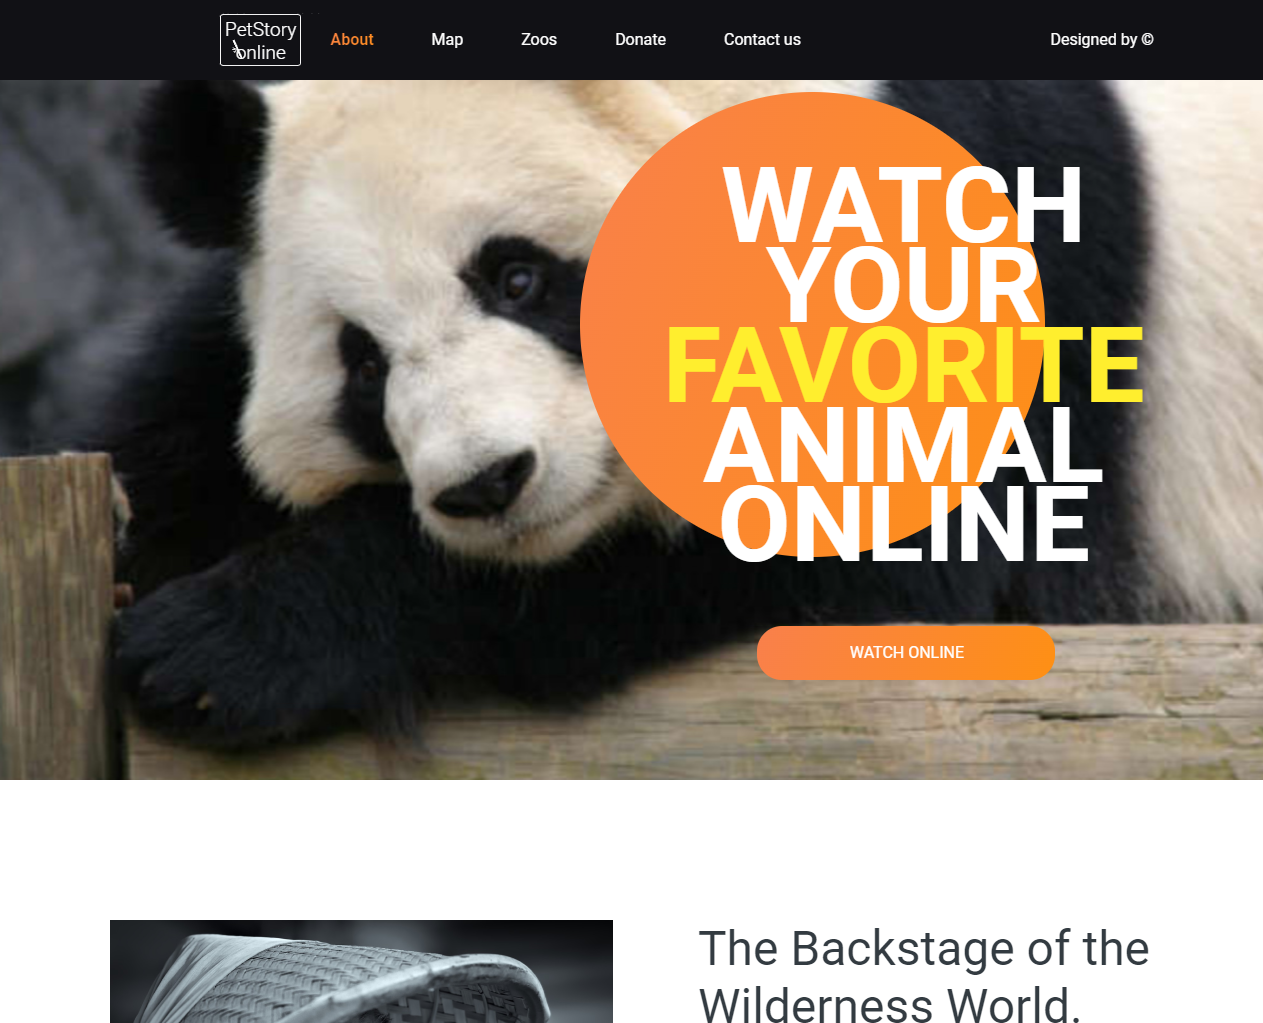 PetStory
online
About
Map
Zoos
Donate
Contact us
Designed by ©
WATCH
YOUR
FAVORITE
ANIMAL
ONLINE
WATCH ONLINE
The Backstage of the
Wilderness World.